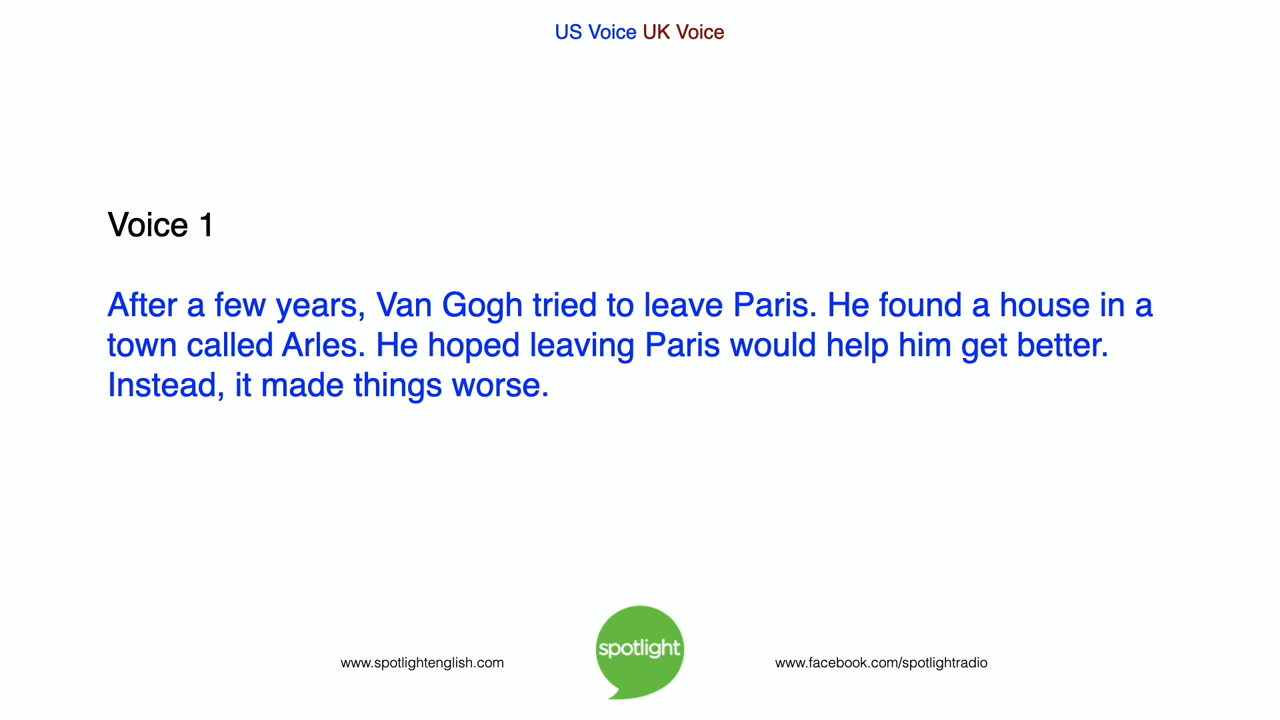 US Voice UK Voice
Voice 1
After a few years, Van Gogh tried to leave Paris. He found a house in a
town called Arles. He hoped leaving Paris would help him get better.
Instead, it made things worse.
spotlight
www.spotlightenglish.com
www.facebook.com/spotlightradio